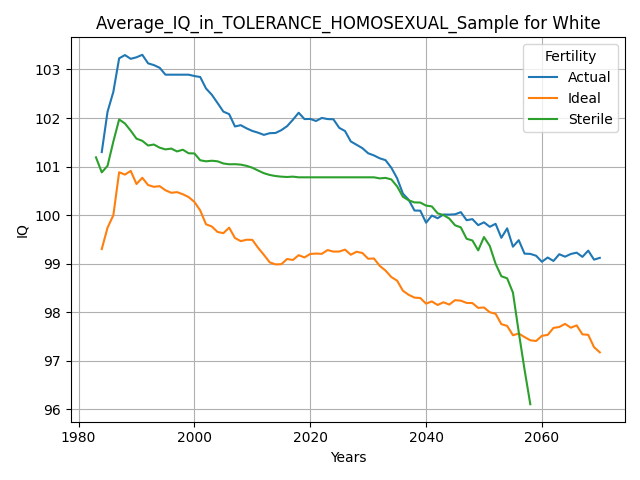 Average_IQ_in_TOLERANCE_HOMOSEXUAL_Sample for White
Fertility
Actual
Ideal
Sterile
103
102
101
100
99
98
97
96
IQ
1980
2000
2020
2040
2060
Years